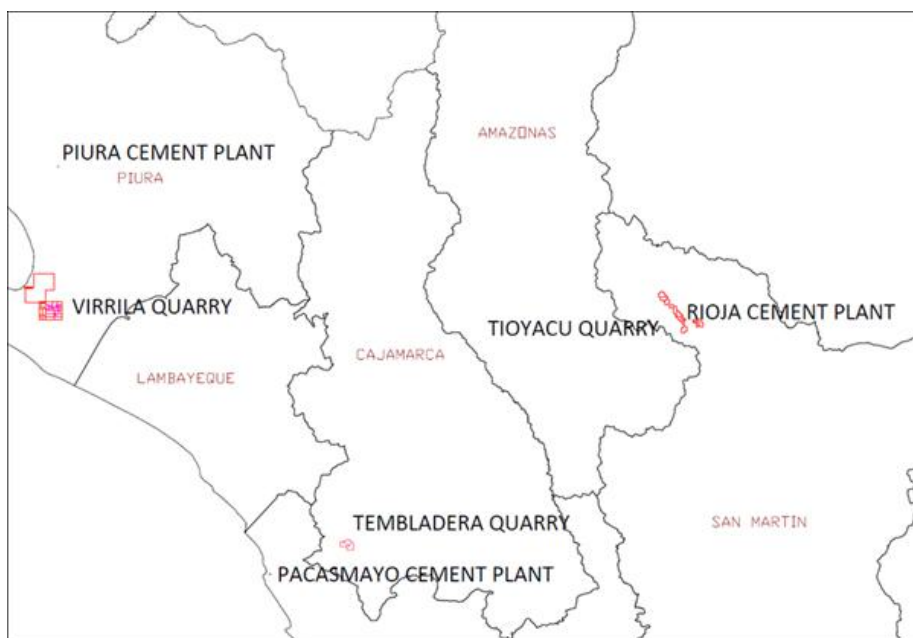 AMAZONAS
PIURA CEMENT PLANT
PIURA
VIRRILA QUARRY
RIOJA CEMENT PLANT
TIOYACU QUARRY
CAJAMARCA
LAMBAYEQUE
TEMBLADERA QUARRY
SAN MARTIN
PACASMAYO CEMENT PLANT